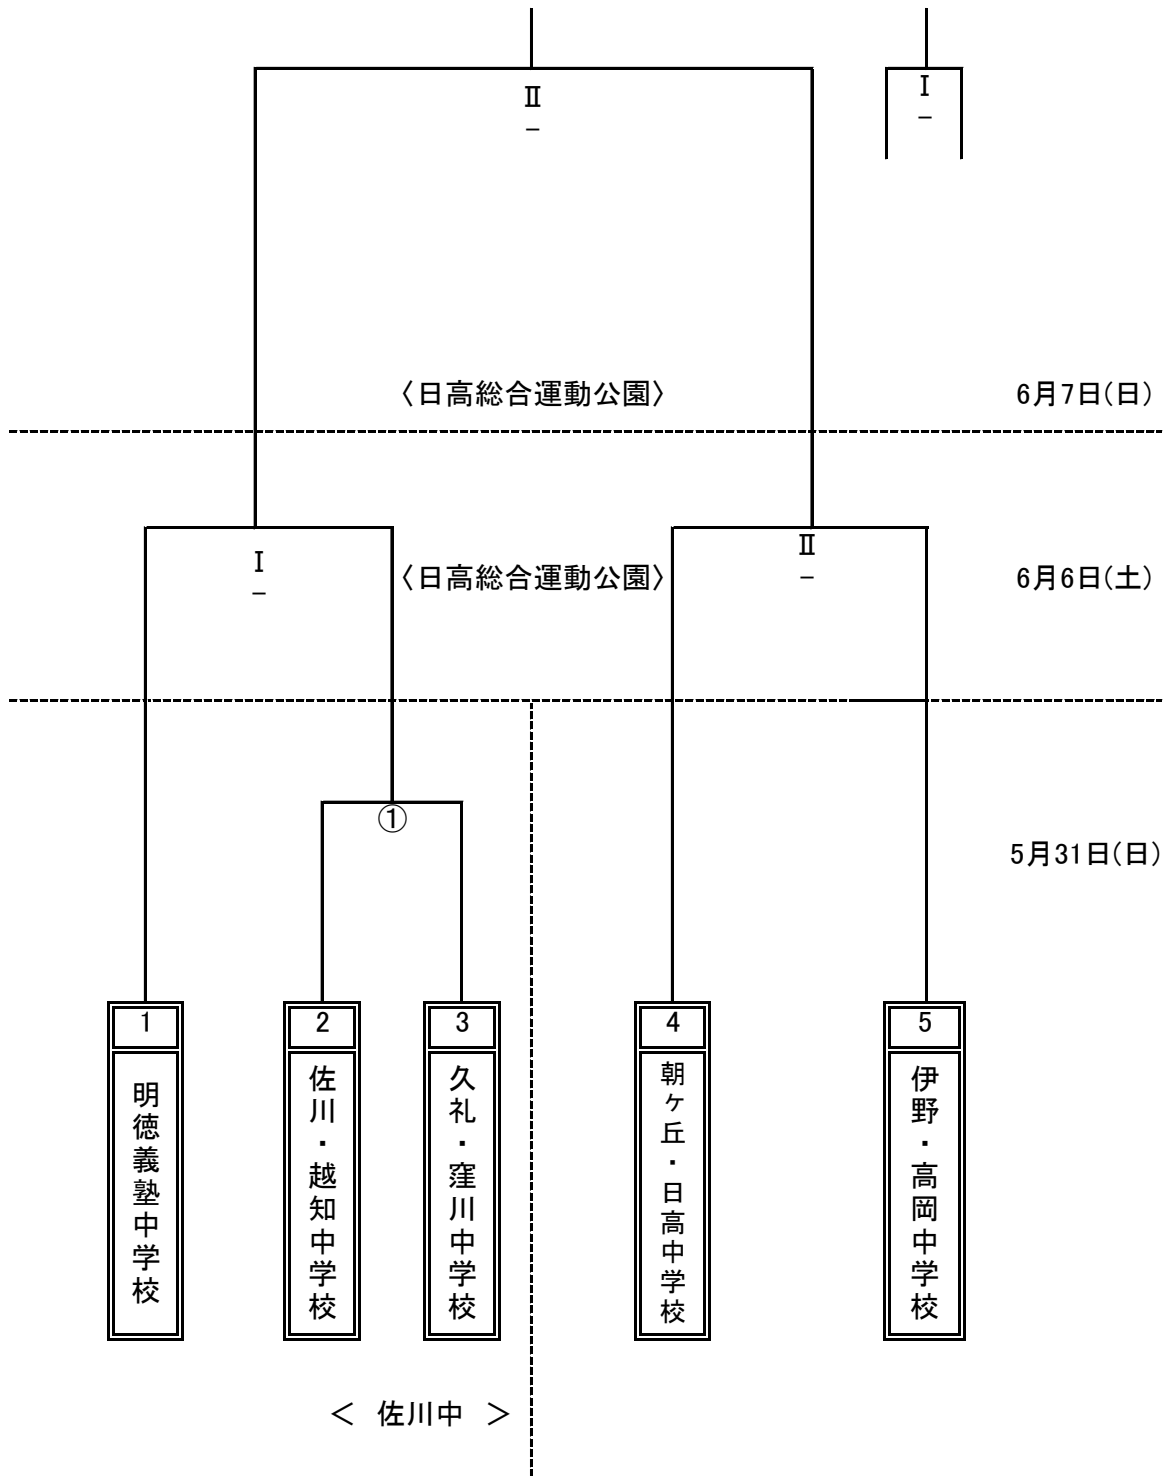 Ⅱ
－
Ⅰ
－
〈日高総合運動公園〉
6月7日(日)
Ⅰ
－
〈日高総合運動公園〉
Ⅱ
－
6月6日(土)
①
5月31日(日)
1
明徳義塾中学校
2
佐川・越知中学校
3
久礼・窪川中学校
4
朝ヶ丘・日高中学校
5
伊野・高岡中学校
＜ 佐川中 ＞